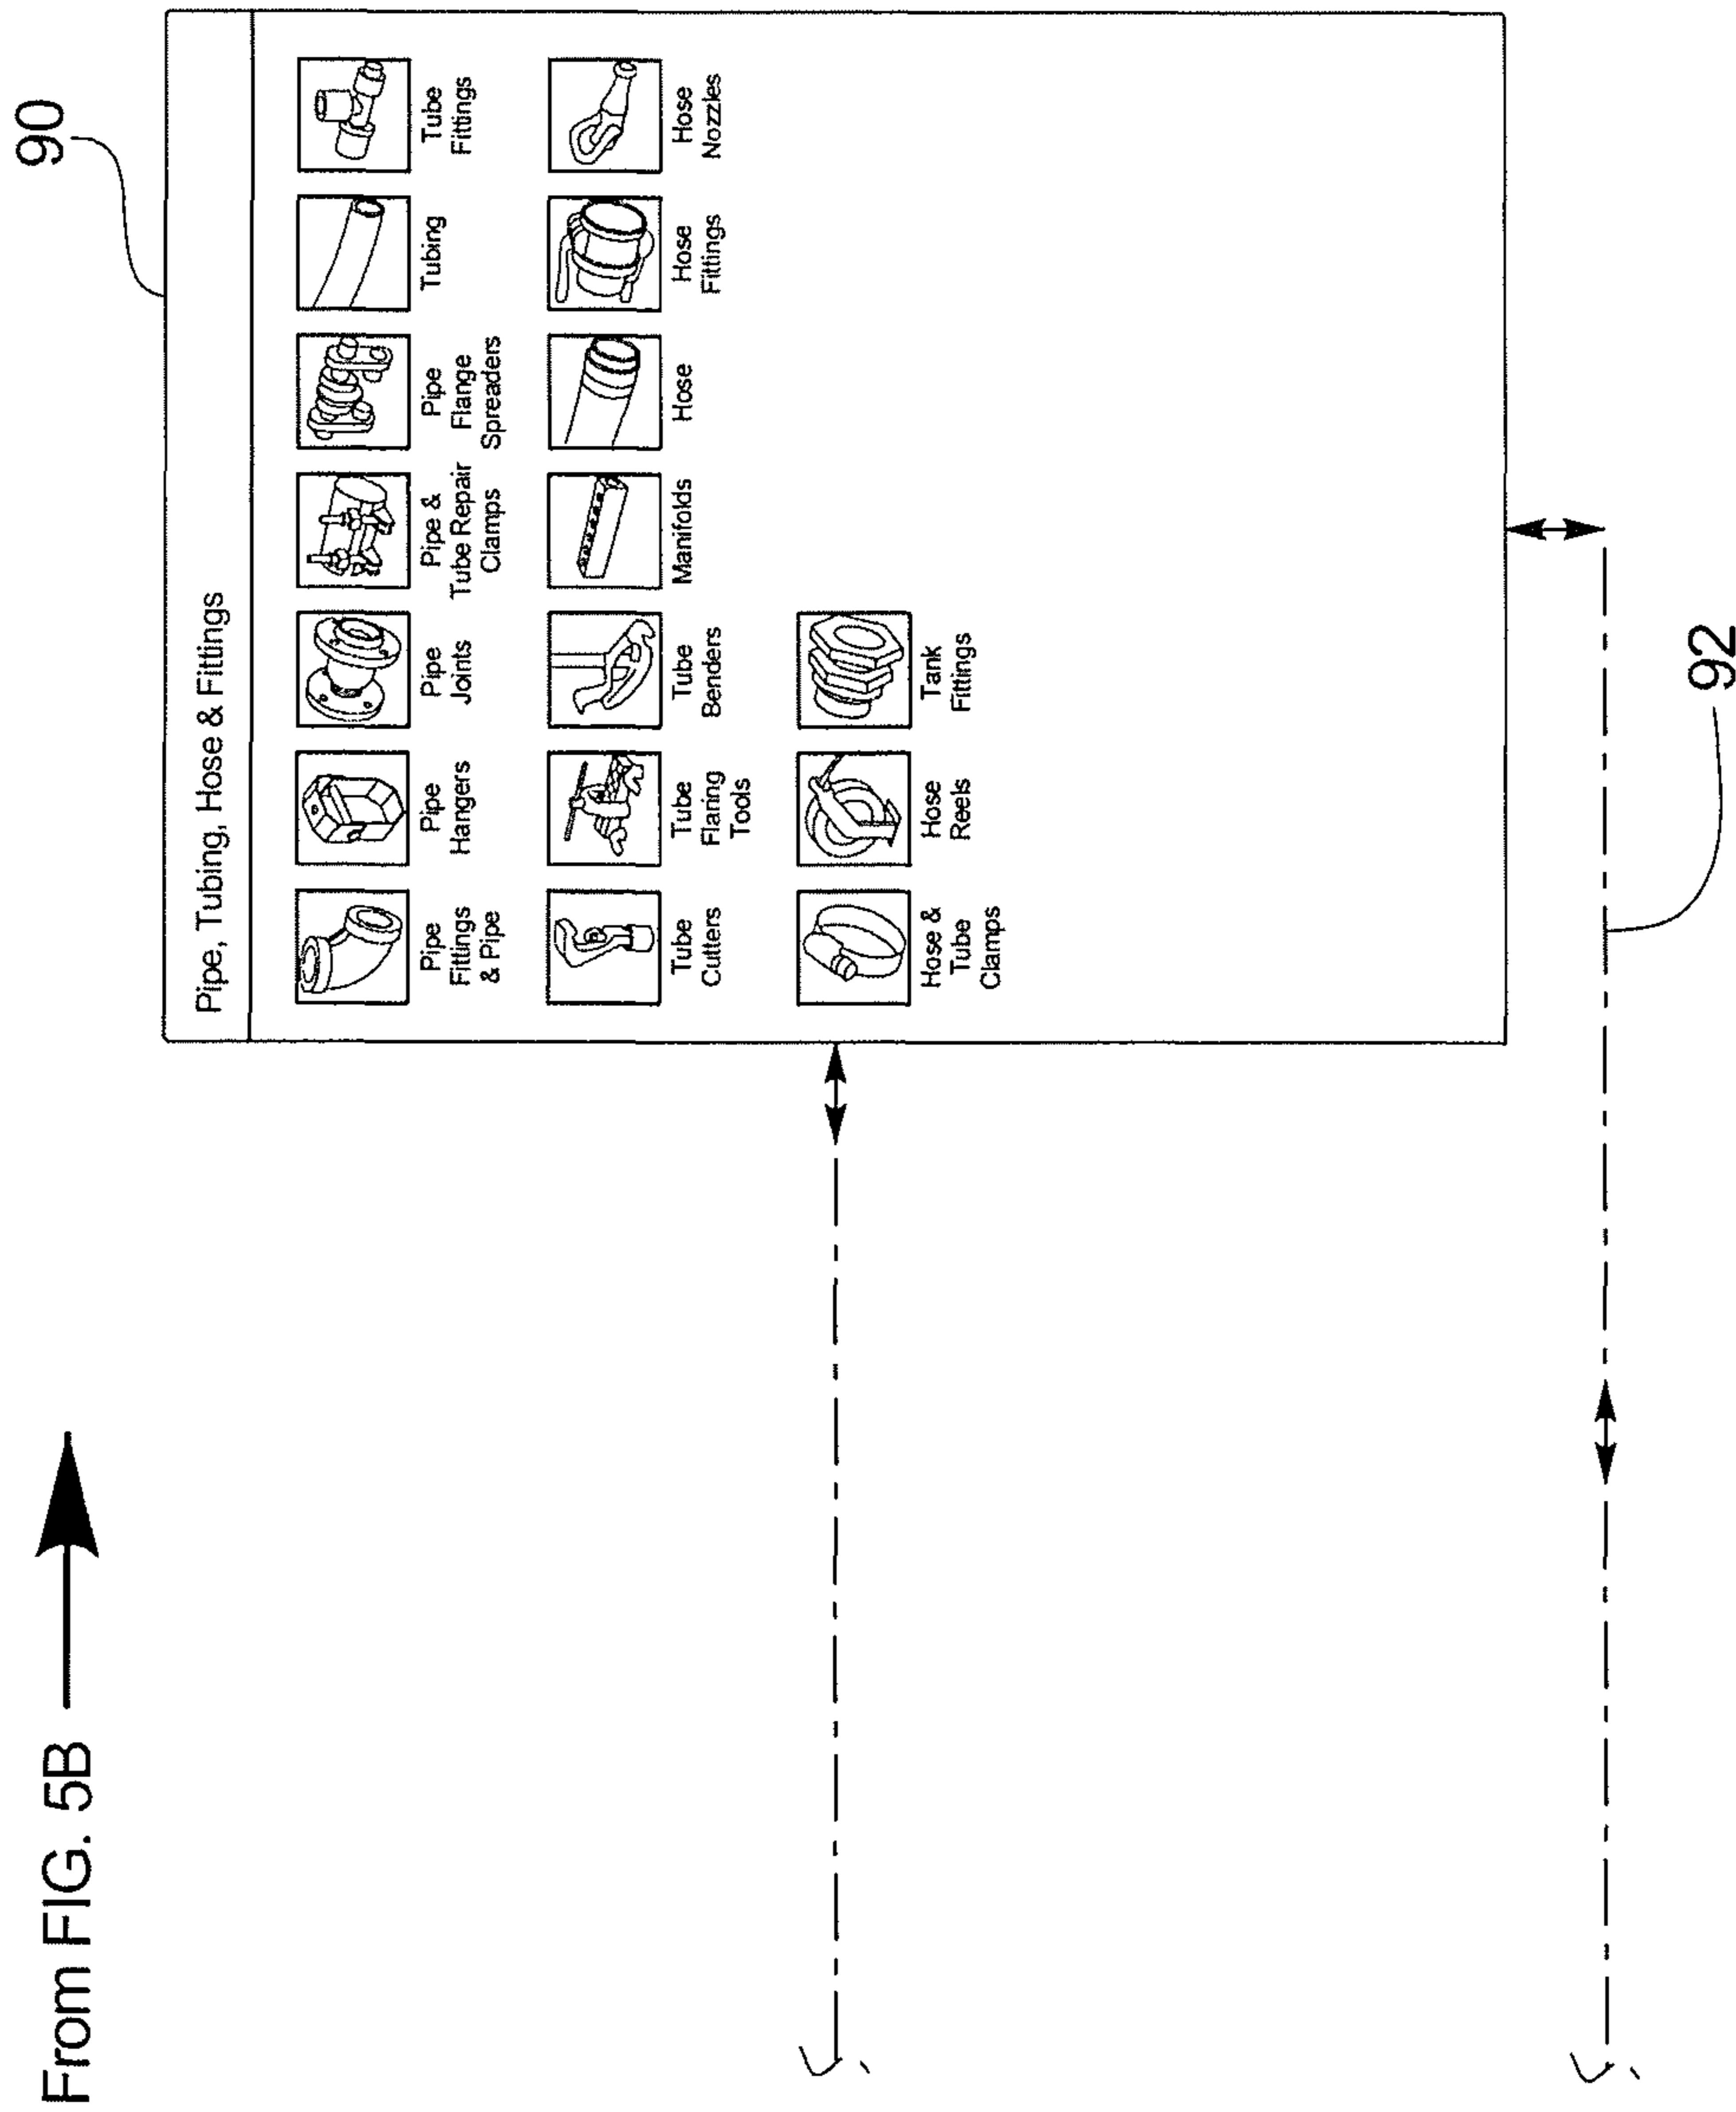 From FIG. 5B
90
Pipe, Tubing, Hose & Fittings
Pipe
Fittings
& Pipe
Pipe
Hangers
Pipe
Joints
Pipe &
Tube Repair
Clamps
Pipe
Flange
Spreaders
Tubing
Tube
Fittings
Tube
Cutters
Tube
Flaring
Tools
Tube
Benders
Manifolds
Hose
Hose
Fittings
Hose
Nozzles
Hose &
Tube
Clamps
Hose
Reels
Tank
Fittings
92